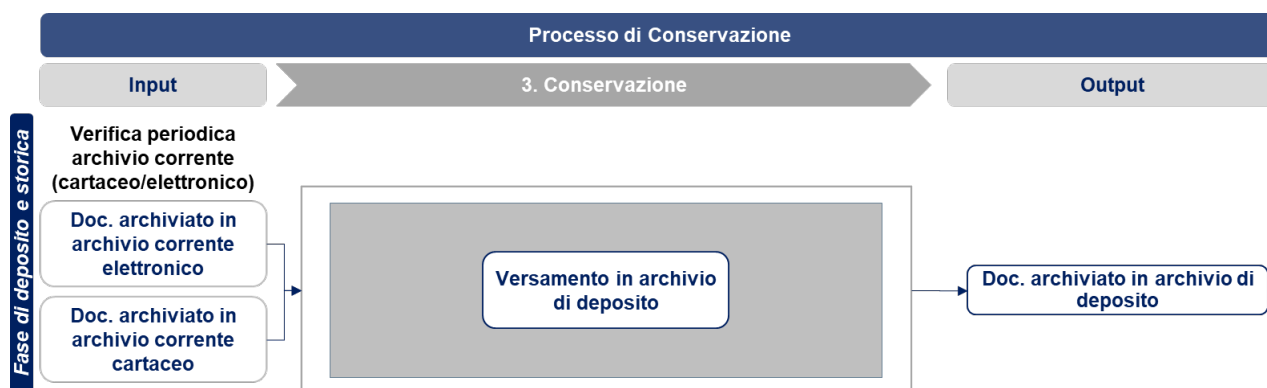 Processo di Conservazione
Input
3. Conservazione
Output
Fase di deposito e storica
Verifica periodica
archivio corrente
(cartaceo/elettronico)
Doc. archiviato in
archivio corrente
elettronico
Doc. archiviato in
archivio corrente
cartaceo
Versamento in archivio
di deposito
Doc. archiviato in archivio di
deposito